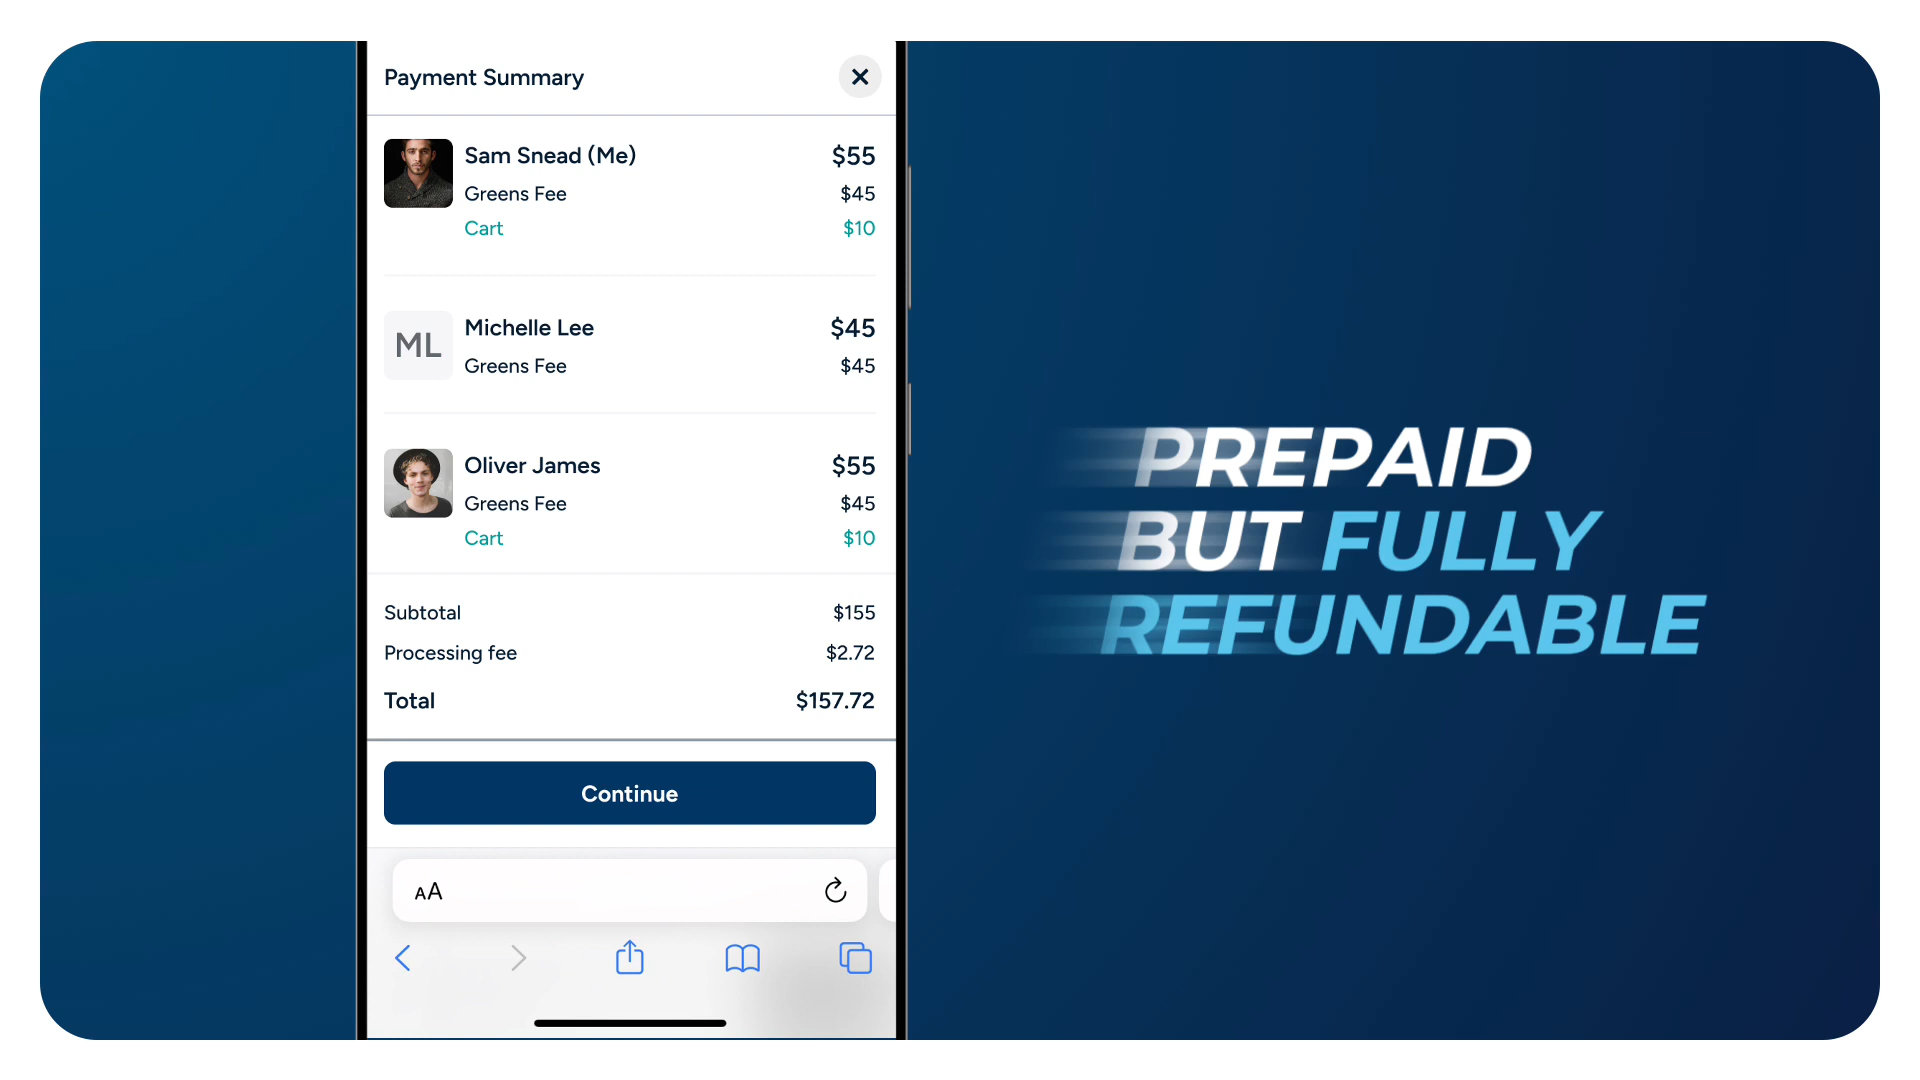 Payment Summary
Sam Snead (Me) $55
Greens Fee $45
Cart $10
ML
Michelle Lee $45
Greens Fee $45
Oliver James $55
Greens Fee $45
Cart $10
Subtotal $155
Processing fee $2.72
Total $157.72
Continue
AA
PREPAID
BUT FULLY
REFUNDABLE